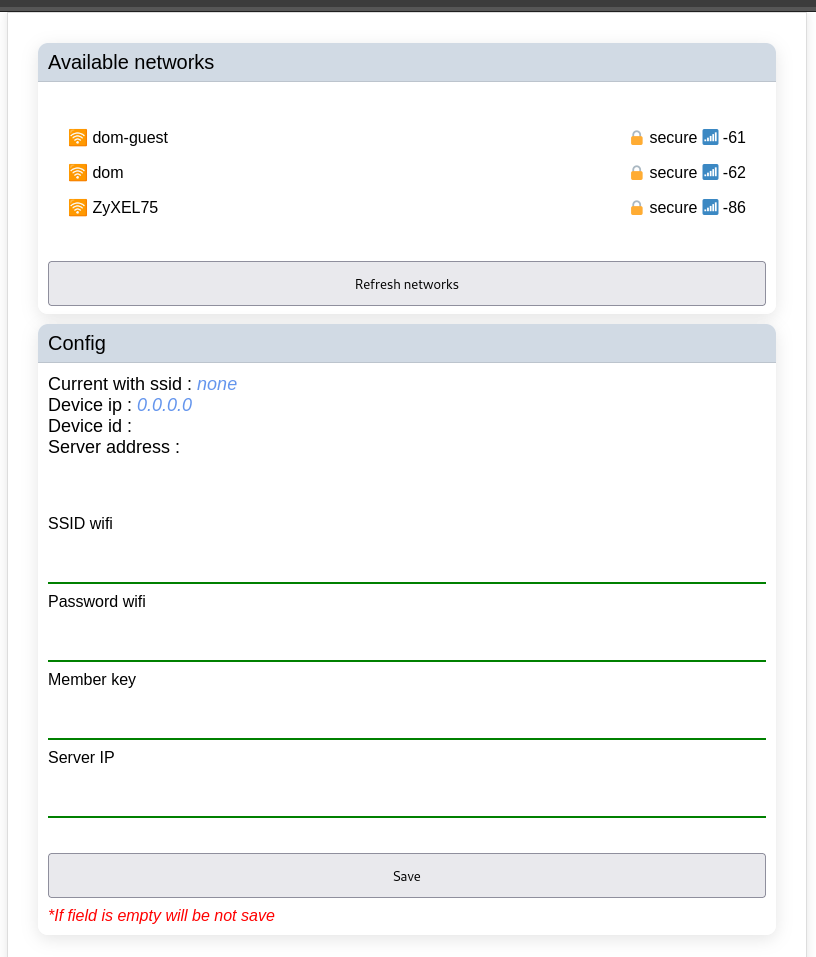 Available networks
dom-guest secure -61
dom secure -62
ZyXEL75 secure -86
Refresh networks
Config
Current with ssid : none
Device ip : 0.0.0.0
Device id :
Server address :
SSID wifi
Password wifi
Member key
Server IP
Save
*If field is empty will be not save